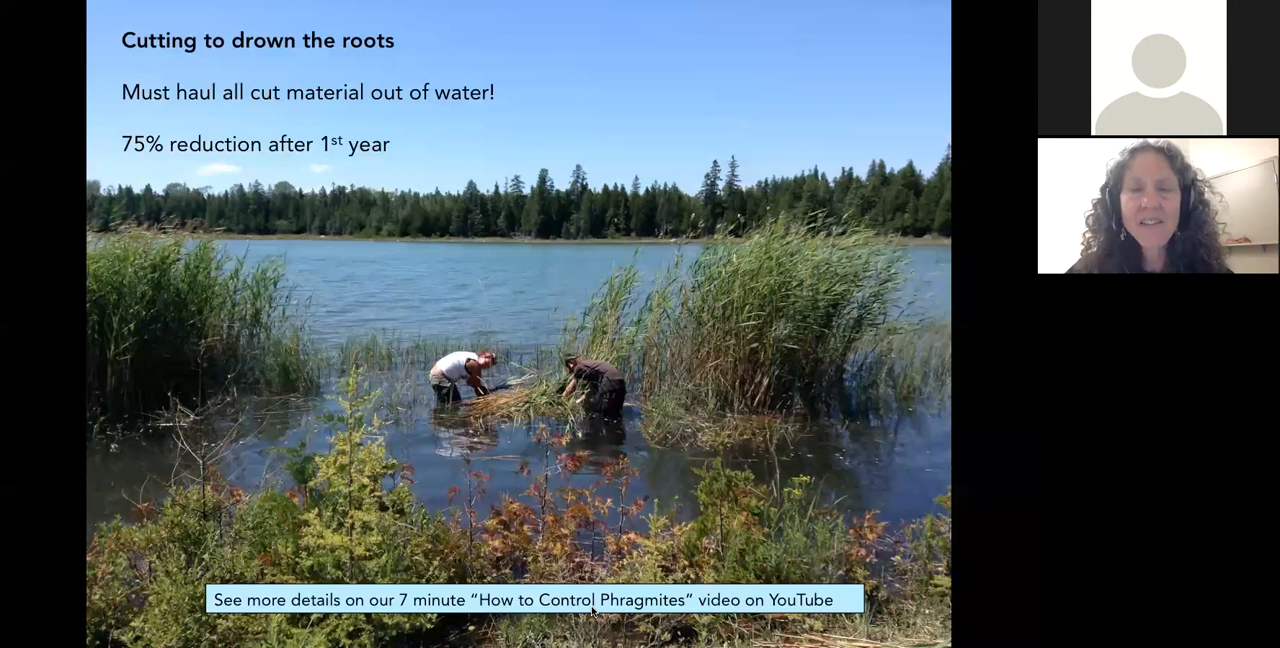 Cutting to drown the roots
Must haul all cut material out of water!
75% reduction after 1st year
See more details on our 7 minute “How to Control Phragmites” video on YouTube